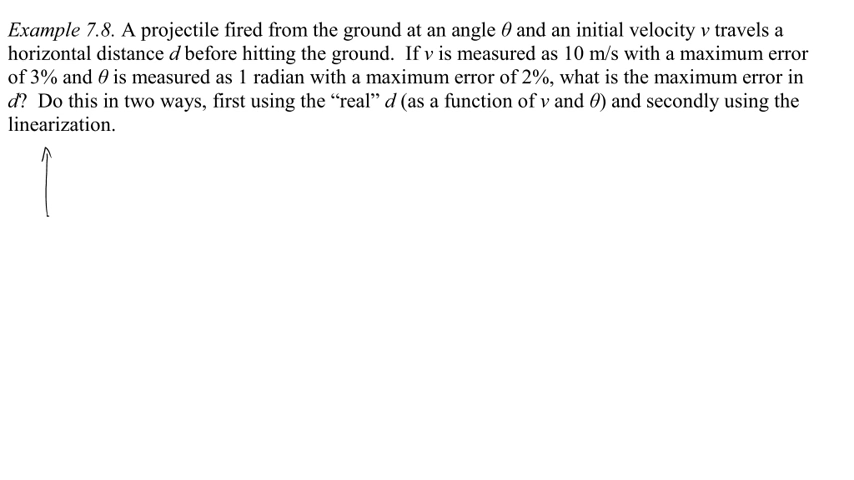 Example 7.8. A projectile fired from the ground at an angle θ and an initial velocity v travels a
horizontal distance d before hitting the ground.  If v is measured as 10 m/s with a maximum error
of 3% and θ is measured as 1 radian with a maximum error of 2%, what is the maximum error in
d?  Do this in two ways, first using the “real” d (as a function of v and θ) and secondly using the
linearization.